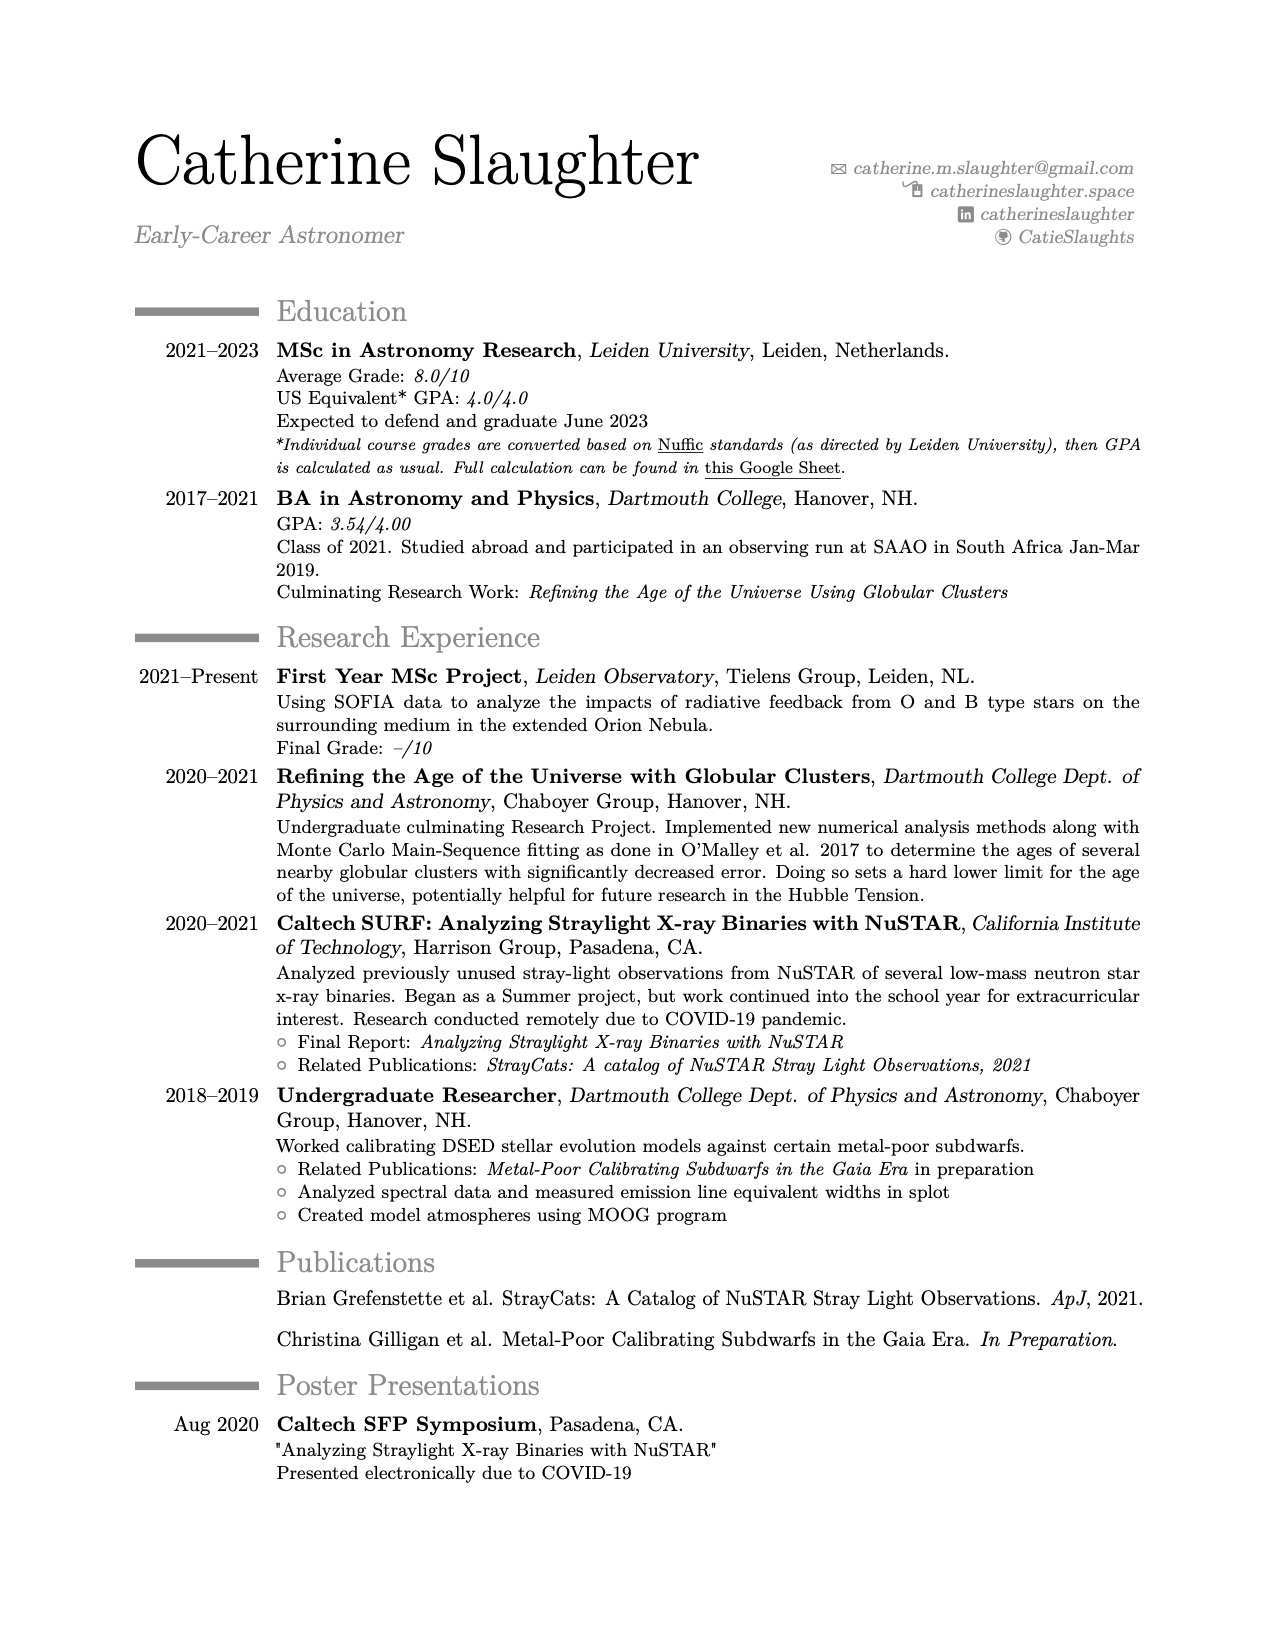 Catherine Slaughter
Early-Career Astronomer
catherine.m.slaughter@gmail.com
catherineslaughter.space
catherineslaughter
CatieSlaughts
Education
2021–2023 MSc in Astronomy Research, Leiden University, Leiden, Netherlands.
Average Grade: 8.0/10
US Equivalent* GPA: 4.0/4.0
Expected to defend and graduate June 2023
*Individual course grades are converted based on Nuffic standards (as directed by Leiden University), then GPA
is calculated as usual. Full calculation can be found in this Google Sheet.
2017–2021 BA in Astronomy and Physics, Dartmouth College, Hanover, NH.
GPA: 3.54/4.00
Class of 2021. Studied abroad and participated in an observing run at SAAO in South Africa Jan-Mar
2019.
Culminating Research Work: Refining the Age of the Universe Using Globular Clusters
Research Experience
2021–Present First Year MSc Project, Leiden Observatory, Tielens Group, Leiden, NL.
Using SOFIA data to analyze the impacts of radiative feedback from O and B type stars on the
surrounding medium in the extended Orion Nebula.
Final Grade: –/10
2020–2021 Refining the Age of the Universe with Globular Clusters, Dartmouth College Dept. of
Physics and Astronomy, Chaboyer Group, Hanover, NH.
Undergraduate culminating Research Project. Implemented new numerical analysis methods along with
Monte Carlo Main-Sequence fitting as done in O'Malley et al. 2017 to determine the ages of several
nearby globular clusters with significantly decreased error. Doing so sets a hard lower limit for the age
of the universe, potentially helpful for future research in the Hubble Tension.
2020–2021 Caltech SURF: Analyzing Straylight X-ray Binaries with NuSTAR, California Institute
of Technology, Harrison Group, Pasadena, CA.
Analyzed previously unused stray-light observations from NuSTAR of several low-mass neutron star
x-ray binaries. Began as a Summer project, but work continued into the school year for extracurricular
interest. Research conducted remotely due to COVID-19 pandemic.
○ Final Report: Analyzing Straylight X-ray Binaries with NuSTAR
○ Related Publications: StrayCats: A catalog of NuSTAR Stray Light Observations, 2021
2018–2019 Undergraduate Researcher, Dartmouth College Dept. of Physics and Astronomy, Chaboyer
Group, Hanover, NH.
Worked calibrating DSED stellar evolution models against certain metal-poor subdwarfs.
○ Related Publications: Metal-Poor Calibrating Subdwarfs in the Gaia Era in preparation
○ Analyzed spectral data and measured emission line equivalent widths in splot
○ Created model atmospheres using MOOG program
Publications
Brian Grefenstette et al. StrayCats: A Catalog of NuSTAR Stray Light Observations. ApJ, 2021.
Christina Gilligan et al. Metal-Poor Calibrating Subdwarfs in the Gaia Era. In Preparation.
Poster Presentations
Aug 2020 Caltech SFP Symposium, Pasadena, CA.
"Analyzing Straylight X-ray Binaries with NuSTAR"
Presented electronically due to COVID-19